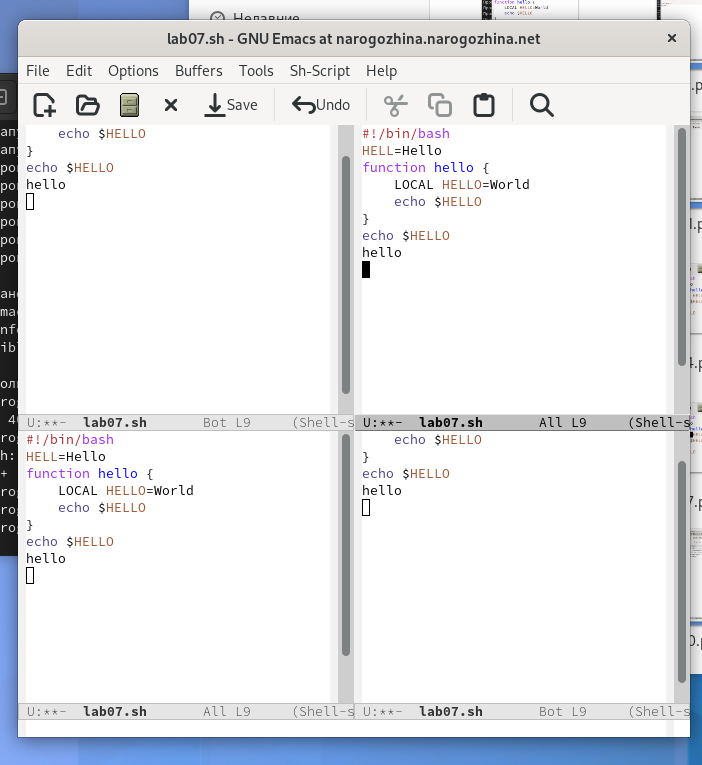 Недавние
lab07.sh - GNU Emacs at narogozhina.narogozhina.net
File Edit Options Buffers Tools Sh-Script Help
Save Undo
echo $HELLO
}
echo $HELLO
hello
U:**- lab07.sh Bot L9 (Shell-s
#!/bin/bash
HELL=Hello
function hello {
LOCAL HELLO=World
echo $HELLO
}
echo $HELLO
hello
U:**- lab07.sh All L9 (Shell-s
#!/bin/bash
HELL=Hello
function hello {
LOCAL HELLO=World
echo $HELLO
}
echo $HELLO
hello
U:**- lab07.sh All L9 (Shell-s
echo $HELLO
}
echo $HELLO
hello
U:**- lab07.sh Bot L9 (Shell-s